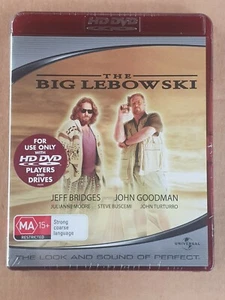 HD DVD
THE
BIG LEBOWSKI
FOR
USE ONLY
WITH
HD DVD
PLAYERS
AND
DRIVES
JEFF BRIDGES JOHN GOODMAN
JULIANNE MOORE STEVE BUSCEMI JOHN TURTURRO
MA 15+
RESTRICTED
Strong
coarse
language
UNIVERSAL
THE LOOK AND SOUND OF PERFECT.